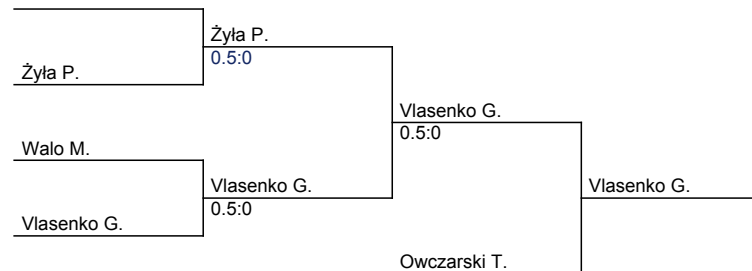 Żyła P.
0.5:0
Żyła P.
Vlasenko G.
0.5:0
Walo M.
Vlasenko G.
0.5:0
Vlasenko G.
Vlasenko G.
Owczarski T.